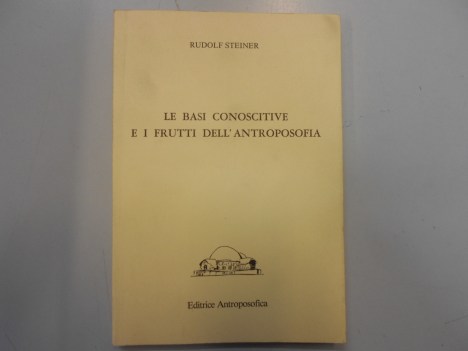 RUDOLF STEINER
LE BASI CONOSCITIVE
E I FRUTTI DELL'ANTROPOSOFIA
Editrice Antroposofica